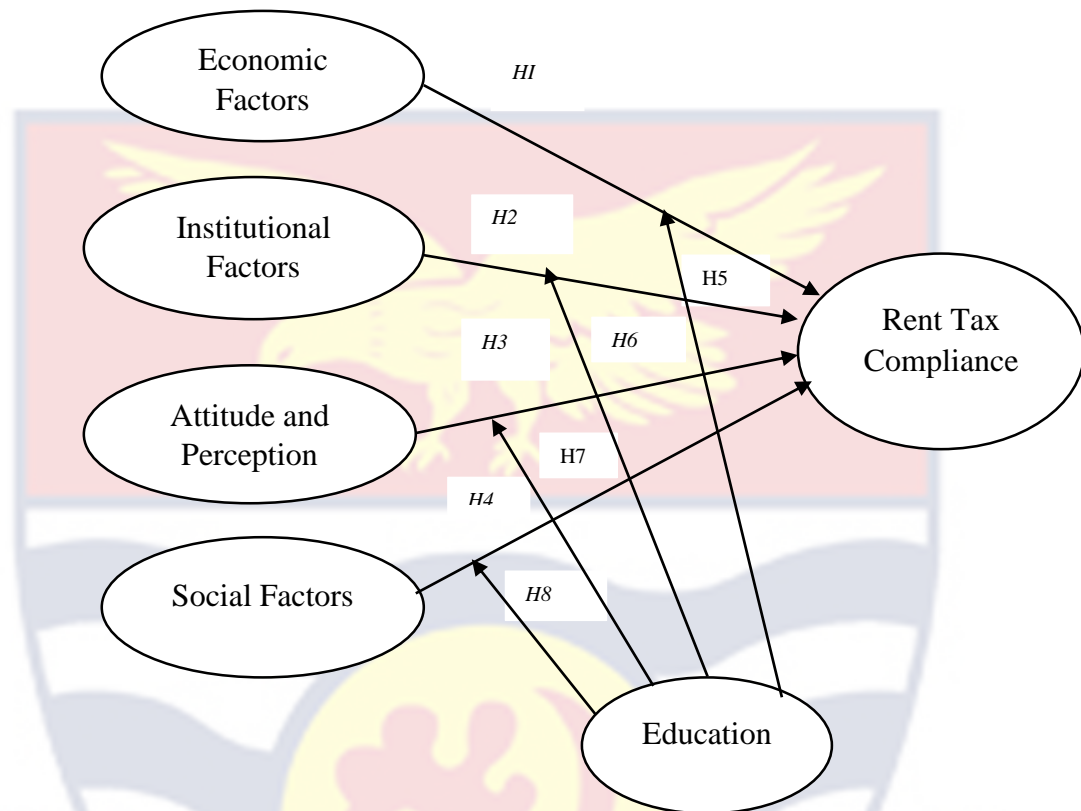 Economic
Factors
HI
Institutional
Factors
H2
H5
Rent Tax
Compliance
H3
H6
Attitude and
Perception
H7
H4
Social Factors
H8
Education